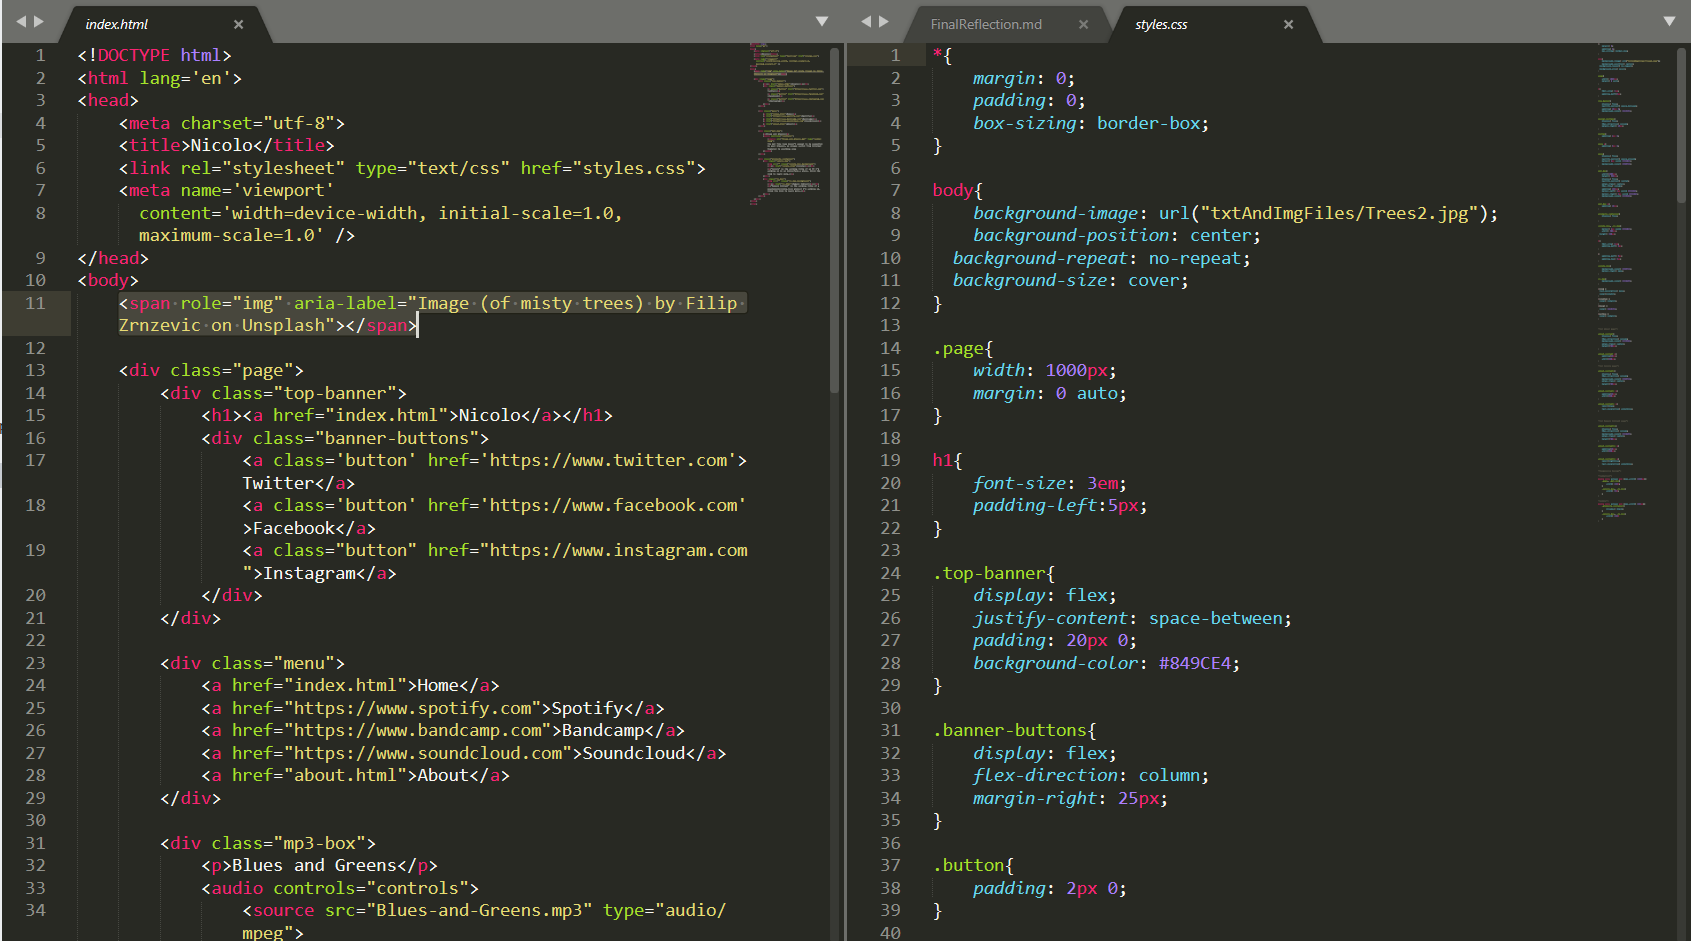 index.html ×
1 <!DOCTYPE html>
2 <html lang='en'>
3 <head>
4 <meta charset="utf-8">
5 <title>Nicolo</title>
6 <link rel="stylesheet" type="text/css" href="styles.css">
7 <meta name='viewport'
8 content='width=device-width, initial-scale=1.0,
maximum-scale=1.0' />
9 </head>
10 <body>
11 <span role="img" aria-label="Image (of misty trees) by Filip
Zrnzevic on Unsplash"></span>
12
13 <div class="page">
14 <div class="top-banner">
15 <h1><a href="index.html">Nicolo</a></h1>
16 <div class="banner-buttons">
17 <a class='button' href='https://www.twitter.com'>
Twitter</a>
18 <a class='button' href='https://www.facebook.com'
>Facebook</a>
19 <a class="button" href="https://www.instagram.com
">Instagram</a>
20 </div>
21 </div>
22
23 <div class="menu">
24 <a href="index.html">Home</a>
25 <a href="https://www.spotify.com">Spotify</a>
26 <a href="https://www.bandcamp.com">Bandcamp</a>
27 <a href="https://www.soundcloud.com">Soundcloud</a>
28 <a href="about.html">About</a>
29 </div>
30
31 <div class="mp3-box">
32 <p>Blues and Greens</p>
33 <audio controls="controls">
34 <source src="Blues-and-Greens.mp3" type="audio/
mpeg">
FinalReflection.md ×
styles.css ×
1 *{
2 margin: 0;
3 padding: 0;
4 box-sizing: border-box;
5 }
6
7 body{
8 background-image: url("txtAndImgFiles/Trees2.jpg");
9 background-position: center;
10 background-repeat: no-repeat;
11 background-size: cover;
12 }
13
14 .page{
15 width: 1000px;
16 margin: 0 auto;
17 }
18
19 h1{
20 font-size: 3em;
21 padding-left:5px;
22 }
23
24 .top-banner{
25 display: flex;
26 justify-content: space-between;
27 padding: 20px 0;
28 background-color: #849CE4;
29 }
30
31 .banner-buttons{
32 display: flex;
33 flex-direction: column;
34 margin-right: 25px;
35 }
36
37 .button{
38 padding: 2px 0;
39 }
40